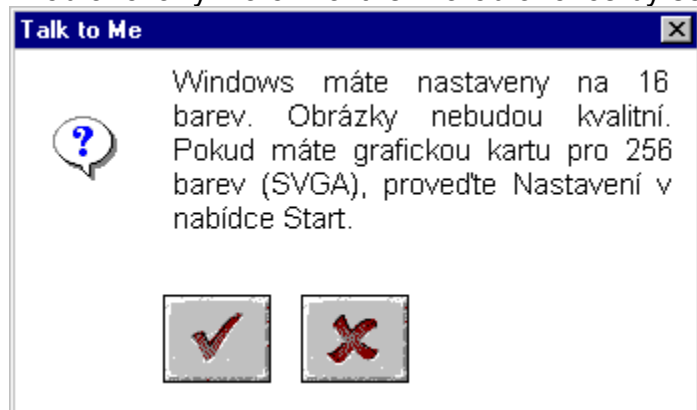 Talk to Me
Windows máte nastaveny na 16
barev. Obrázky nebudou kvalitní.
Pokud máte grafickou kartu pro 256
barev (SVGA), proveďte Nastavení v
nabídce Start.